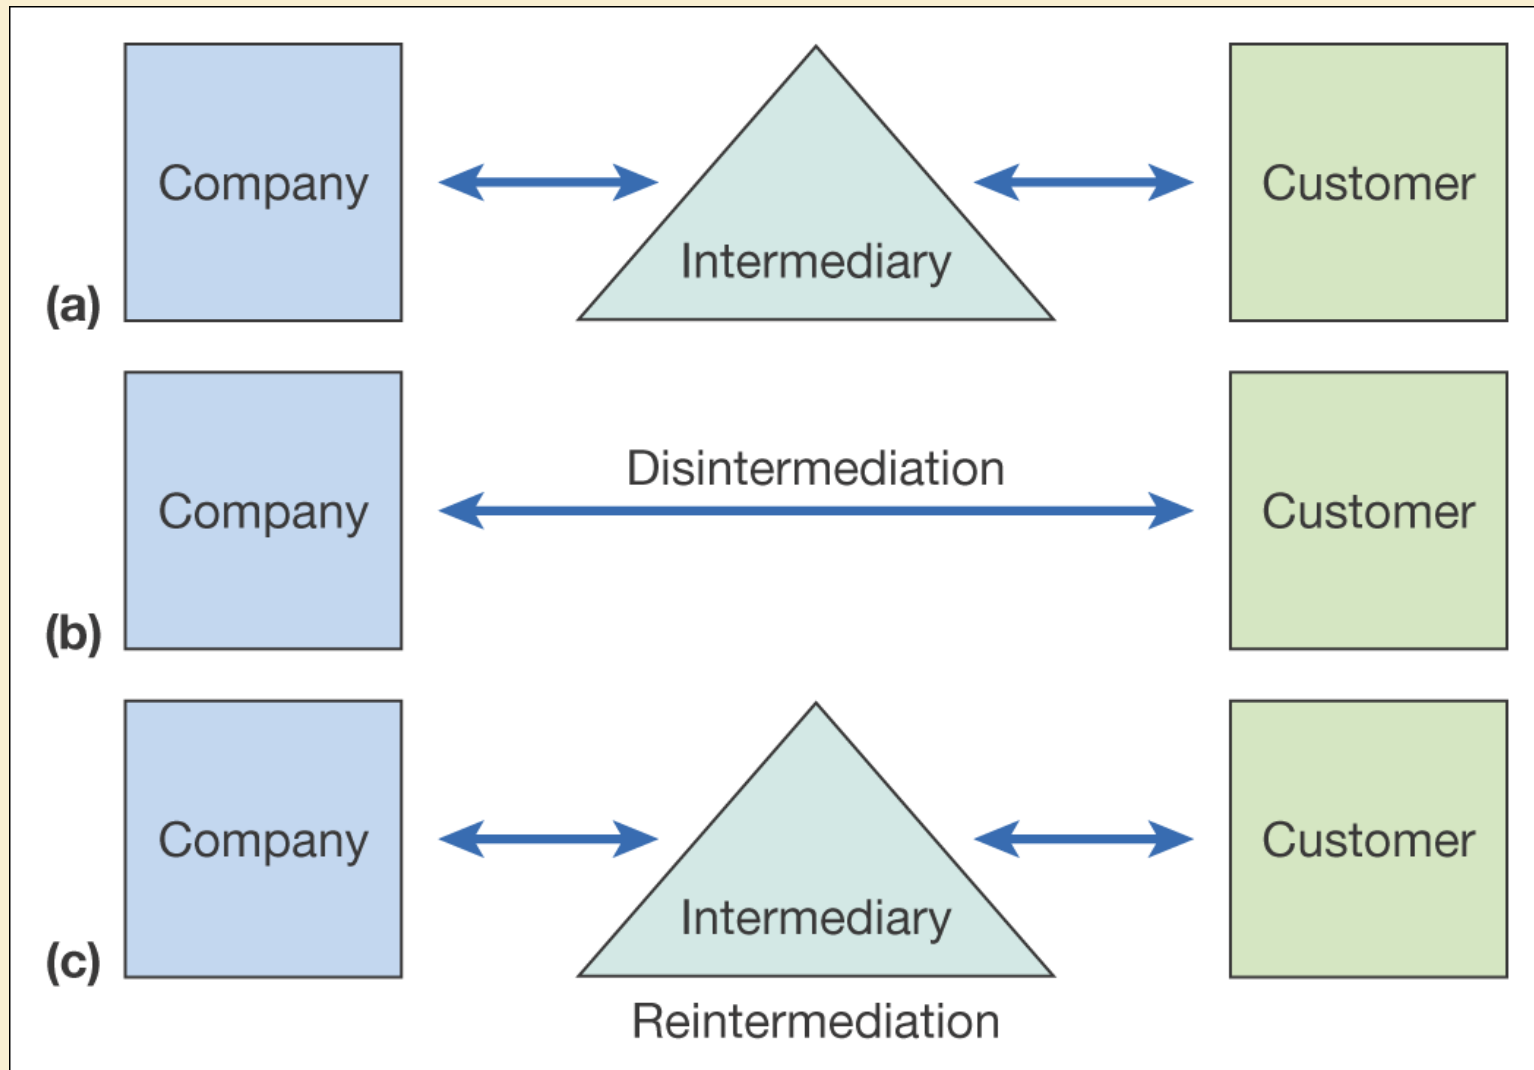 Company
Intermediary
Customer
(a)
Company
Disintermediation
Customer
(b)
Company
Intermediary
Customer
(c)
Reintermediation